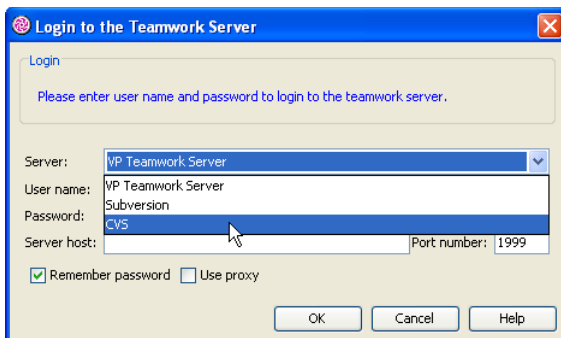 Login to the Teamwork Server
Login
Please enter user name and password to login to the teamwork server.
Server: VP Teamwork Server
User name: VP Teamwork Server
Subversion
Password:
CVS
Server host: Port number: 1999
Remember password Use proxy
OK Cancel Help